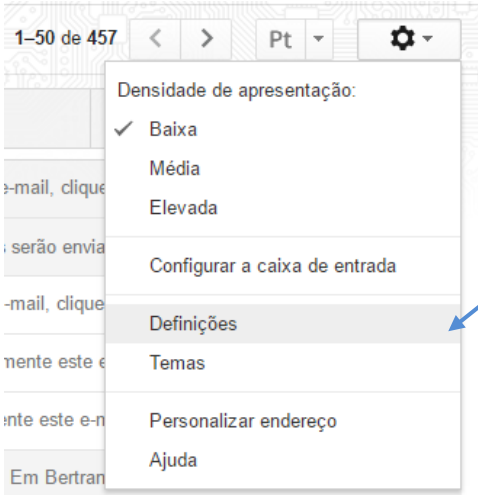 1–50 de 457
Pt
Densidade de apresentação:
Baixa
e-mail, clique
Média
Elevada
serão envia
Configurar a caixa de entrada
-mail, clique
Definições
mente este e
Temas
ente este e-n
Personalizar endereço
Ajuda
Em Bertran